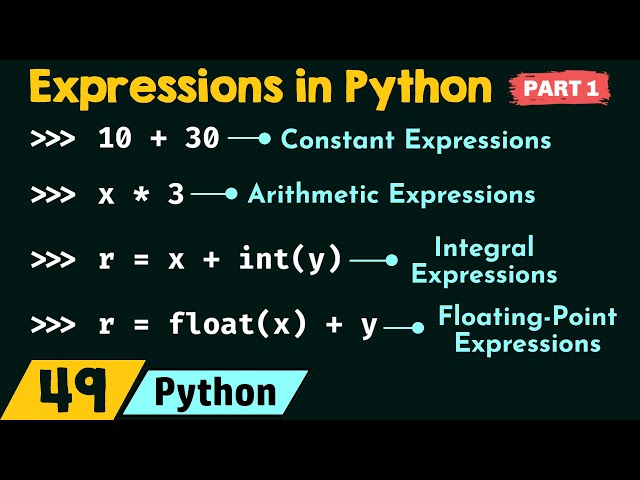 Expressions in Python PART 1
>>> 10 + 30 Constant Expressions
>>> x * 3 Arithmetic Expressions
>>> r = x + int(y) Integral Expressions
>>> r = float(x) + y Floating-Point Expressions
49 Python